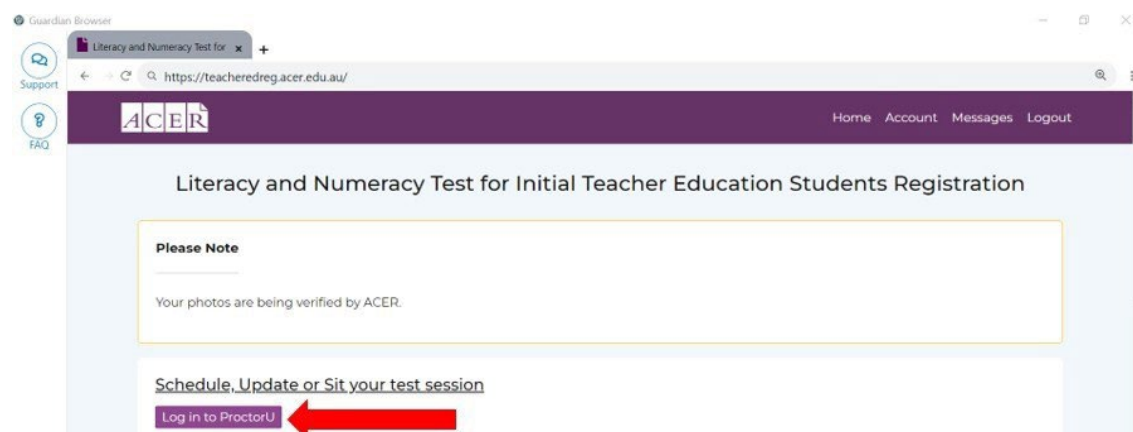 Guardian Browser
Support
FAQ
Literacy and Numeracy Test for x +
https://teacheredreg.acer.edu.au/
ACER
Home Account Messages Logout
Literacy and Numeracy Test for Initial Teacher Education Students Registration
Please Note
Your photos are being verified by ACER.
Schedule, Update or Sit your test session
Log in to ProctorU